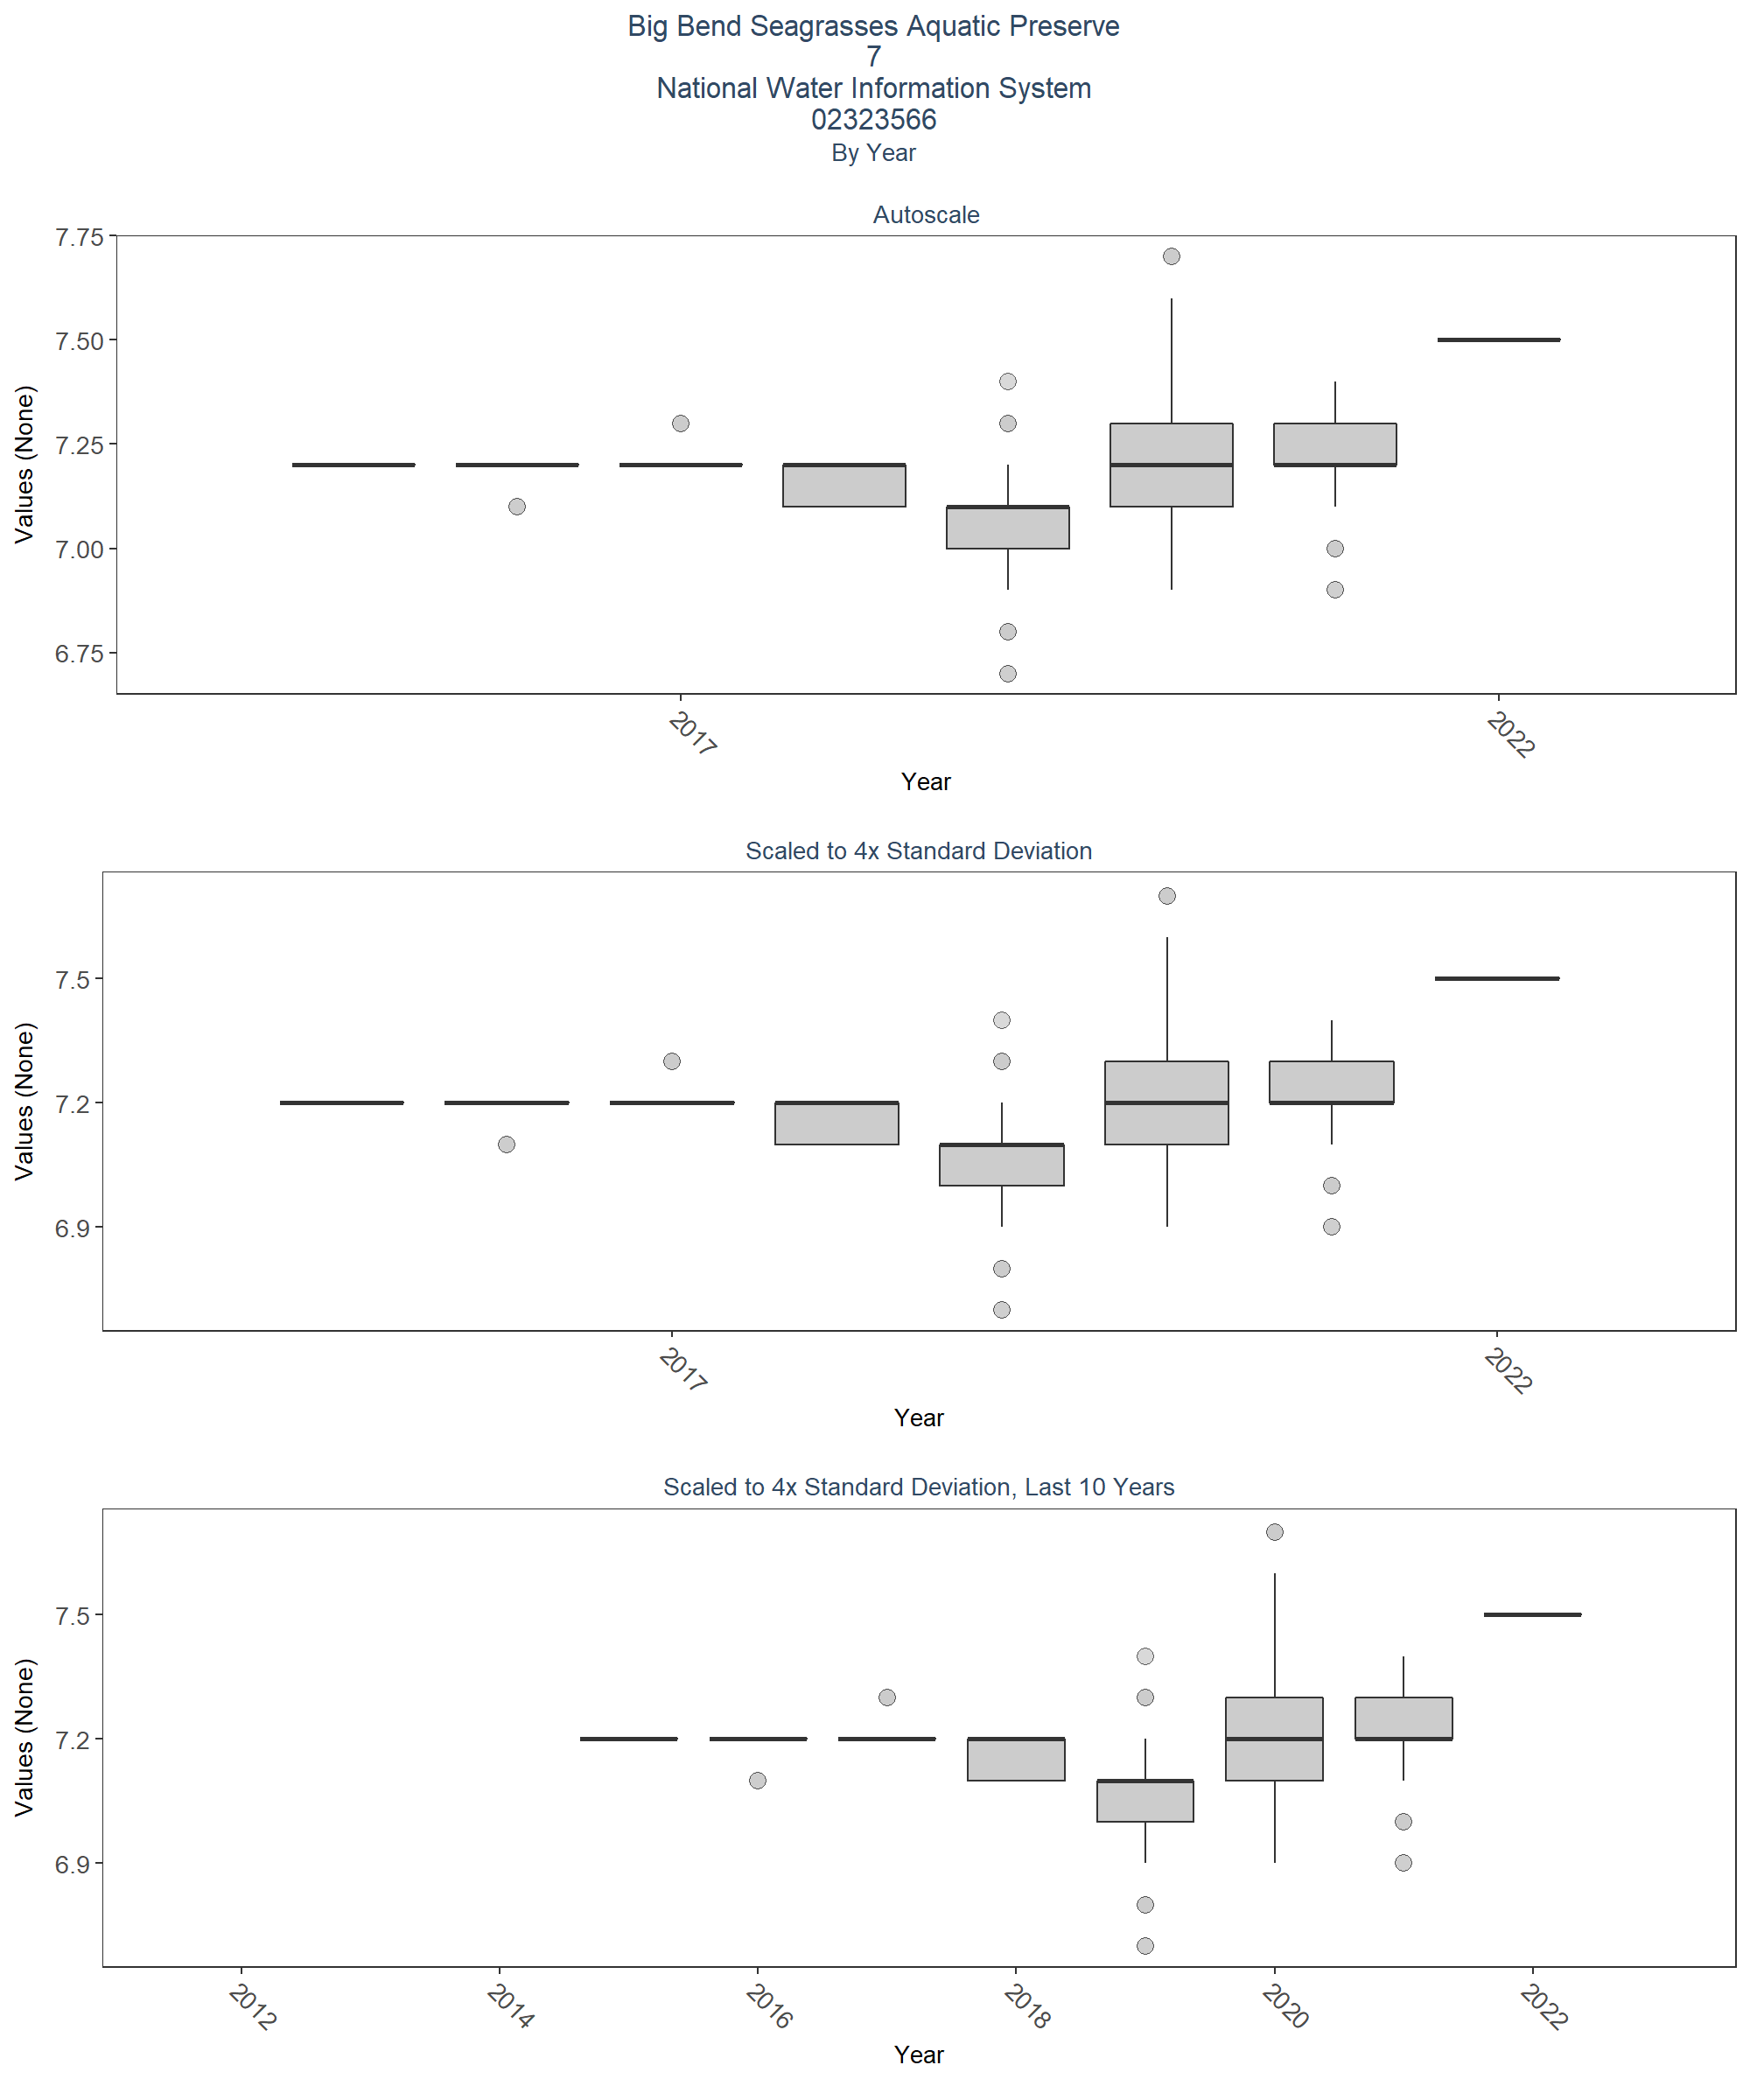 Big Bend Seagrasses Aquatic Preserve
7
National Water Information System
02323566
By Year
Autoscale
7.75
7.50
7.25
7.00
6.75
Values (None)
2017
2022
Year
Scaled to 4x Standard Deviation
7.5
7.2
6.9
Values (None)
2017
2022
Year
Scaled to 4x Standard Deviation, Last 10 Years
7.5
7.2
6.9
Values (None)
2012
2014
2016
2018
2020
2022
Year